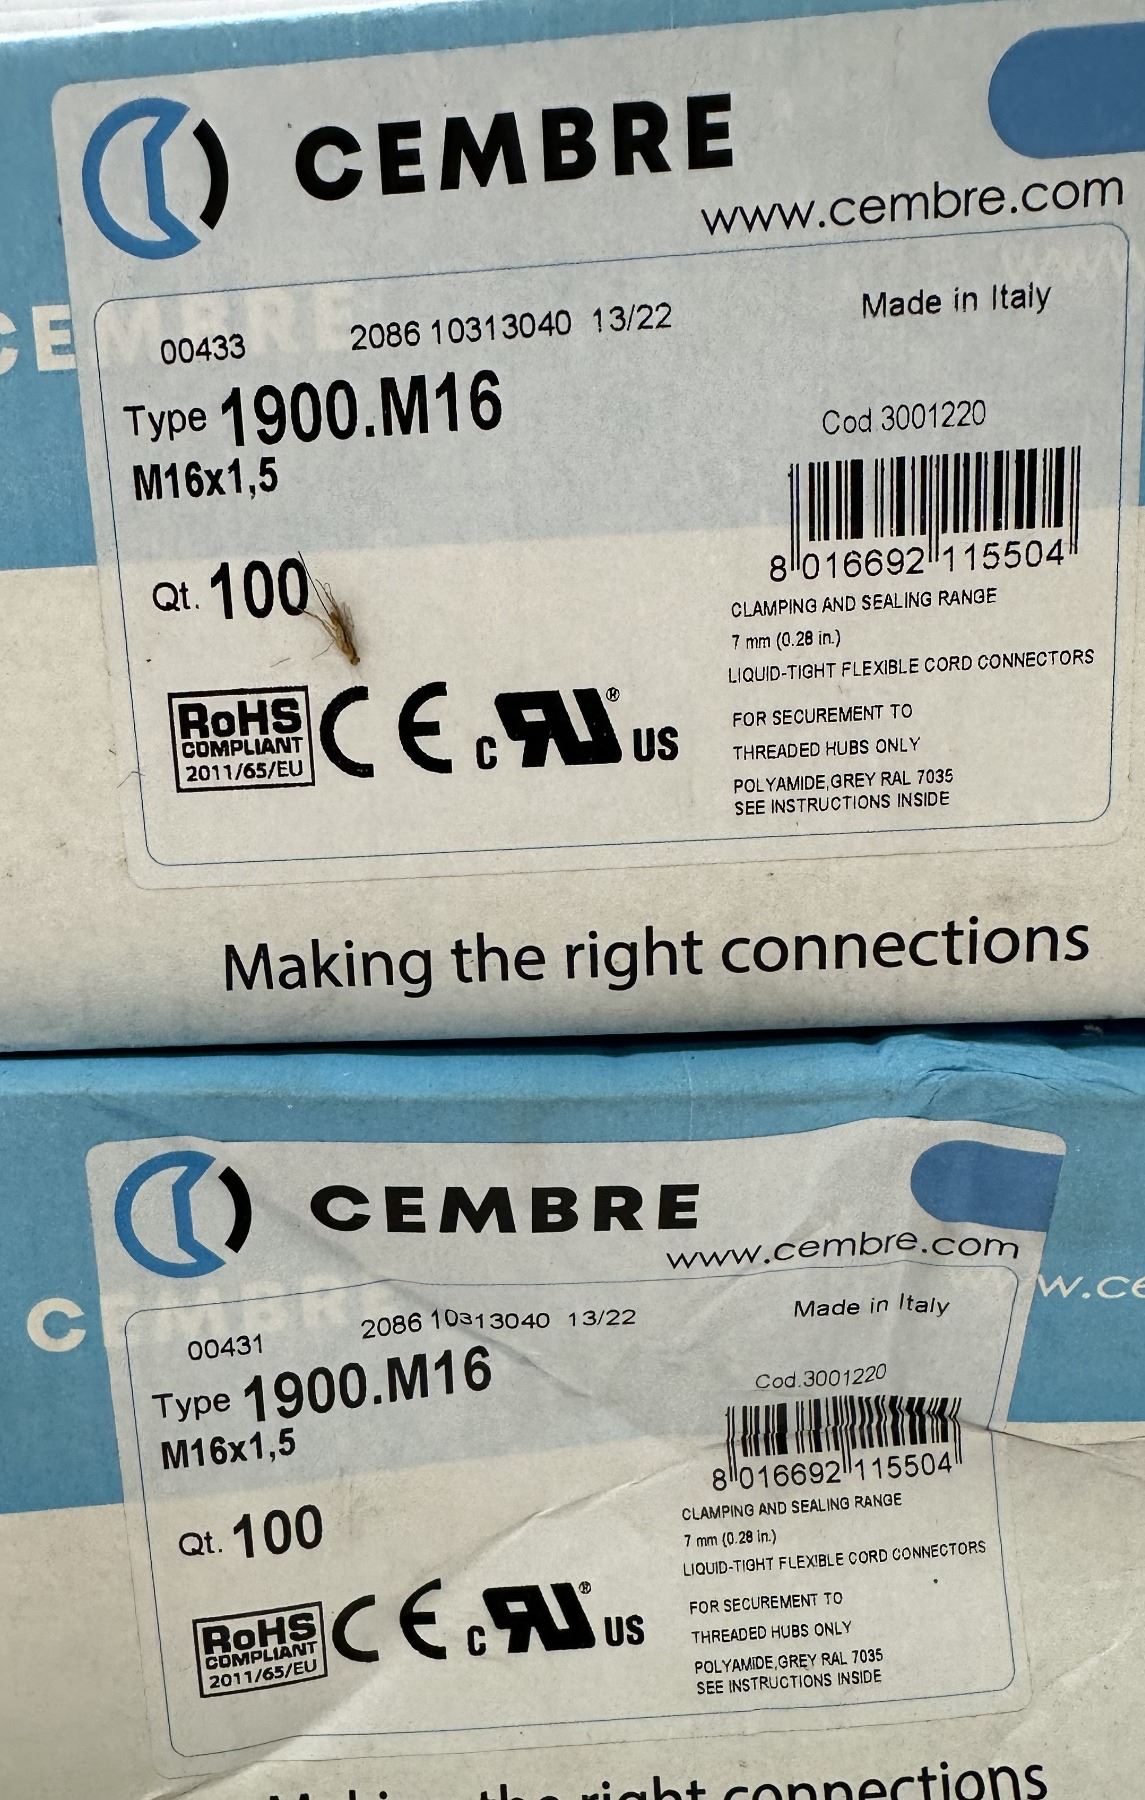 CEMBRE
www.cembre.com
00433 2086 10313040 13/22 Made in Italy
Type 1900.M16
M16x1,5
Cod 3001220
8 016692 115504
Qt. 100
CLAMPING AND SEALING RANGE
7 mm (0.28 in.)
LIQUID-TIGHT FLEXIBLE CORD CONNECTORS
FOR SECUREMENT TO
THREADED HUBS ONLY
POLYAMIDE,GREY RAL 7035
SEE INSTRUCTIONS INSIDE
RoHS
COMPLIANT
2011/65/EU
CE c RU ® US
Making the right connections
CEMBRE
www.cembre.com
00431 2086 10313040 13/22 Made in Italy
Type 1900.M16
M16x1,5
Cod.3001220
8 016692 115504
Qt. 100
CLAMPING AND SEALING RANGE
7 mm (0.28 in.)
LIQUID-TIGHT FLEXIBLE CORD CONNECTORS
FOR SECUREMENT TO
THREADED HUBS ONLY
POLYAMIDE,GREY RAL 7035
SEE INSTRUCTIONS INSIDE
RoHS
COMPLIANT
2011/65/EU
CE c RU ® US
Making the right connections